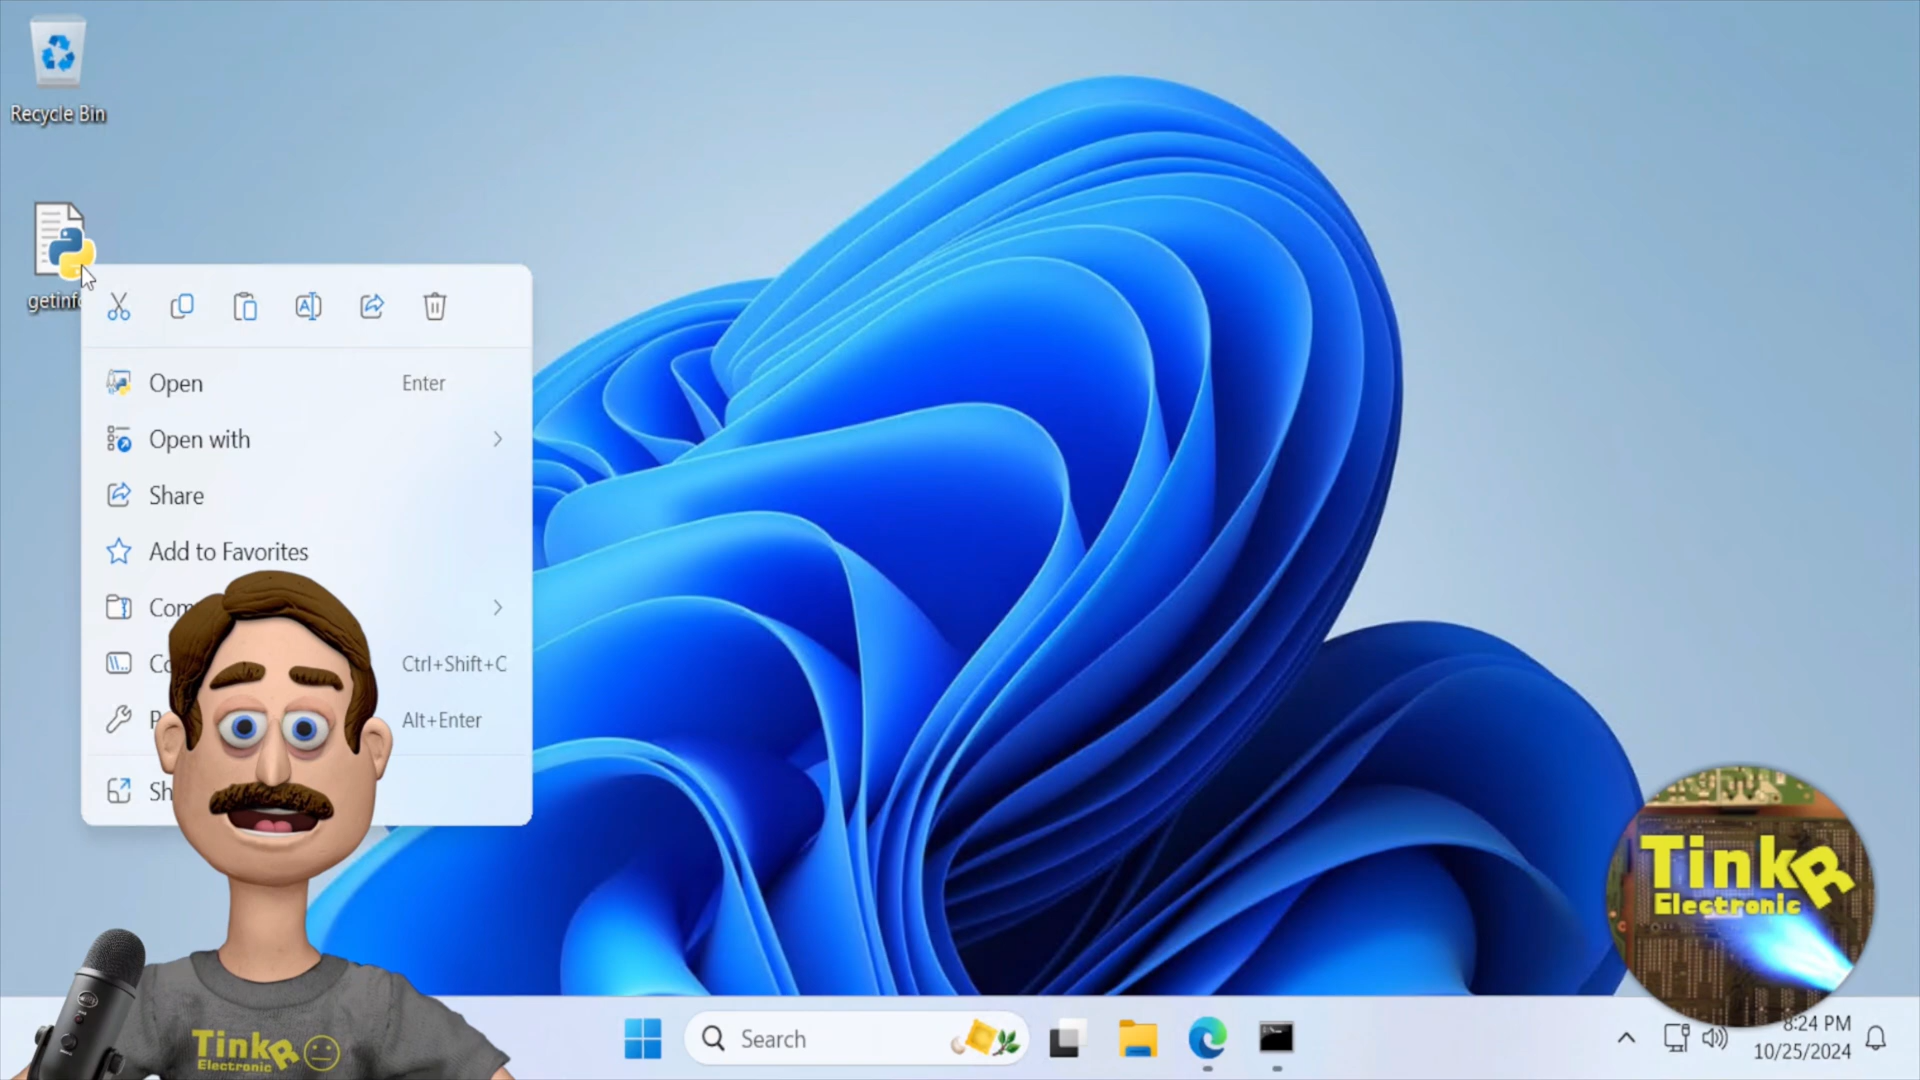 Recycle Bin
getinfo
Open Enter
Open with
Share
Add to Favorites
Com
Co Ctrl+Shift+C
P Alt+Enter
Sh
TinkR
Electronic
TinkR
Electronic
Search
8:24 PM
10/25/2024